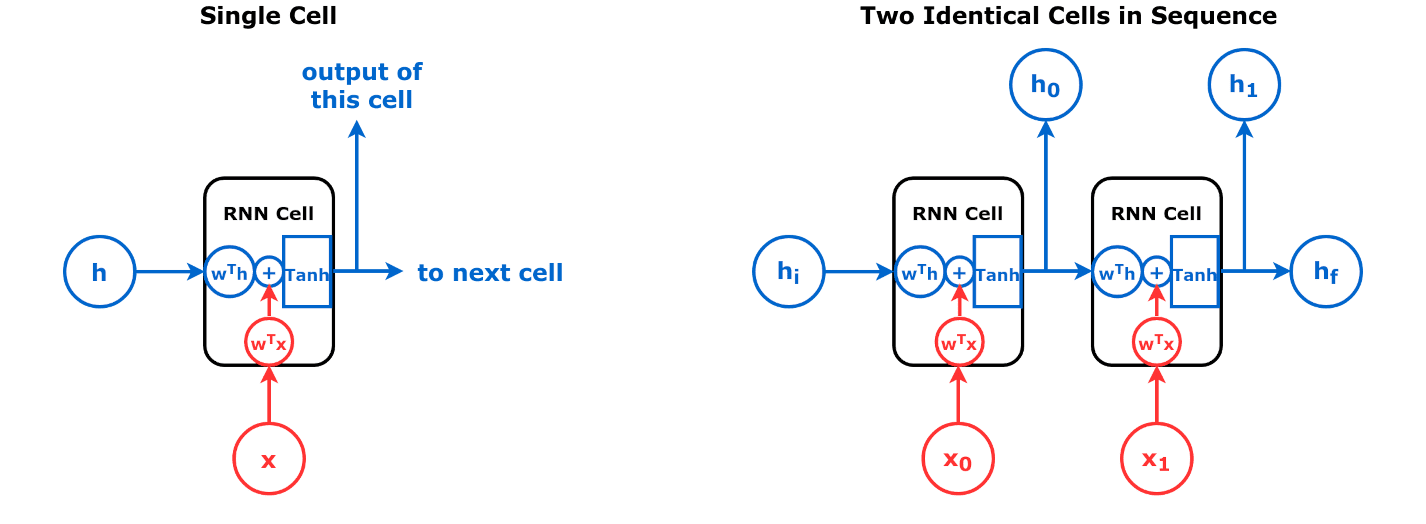 Single Cell
output of
this cell
RNN Cell
h
wᵀh
+
Tanh
to next cell
wᵀx
x
Two Identical Cells in Sequence
h₀
h₁
RNN Cell
RNN Cell
hᵢ
wᵀh
+
Tanh
wᵀh
+
Tanh
h_f
wᵀx
wᵀx
x₀
x₁